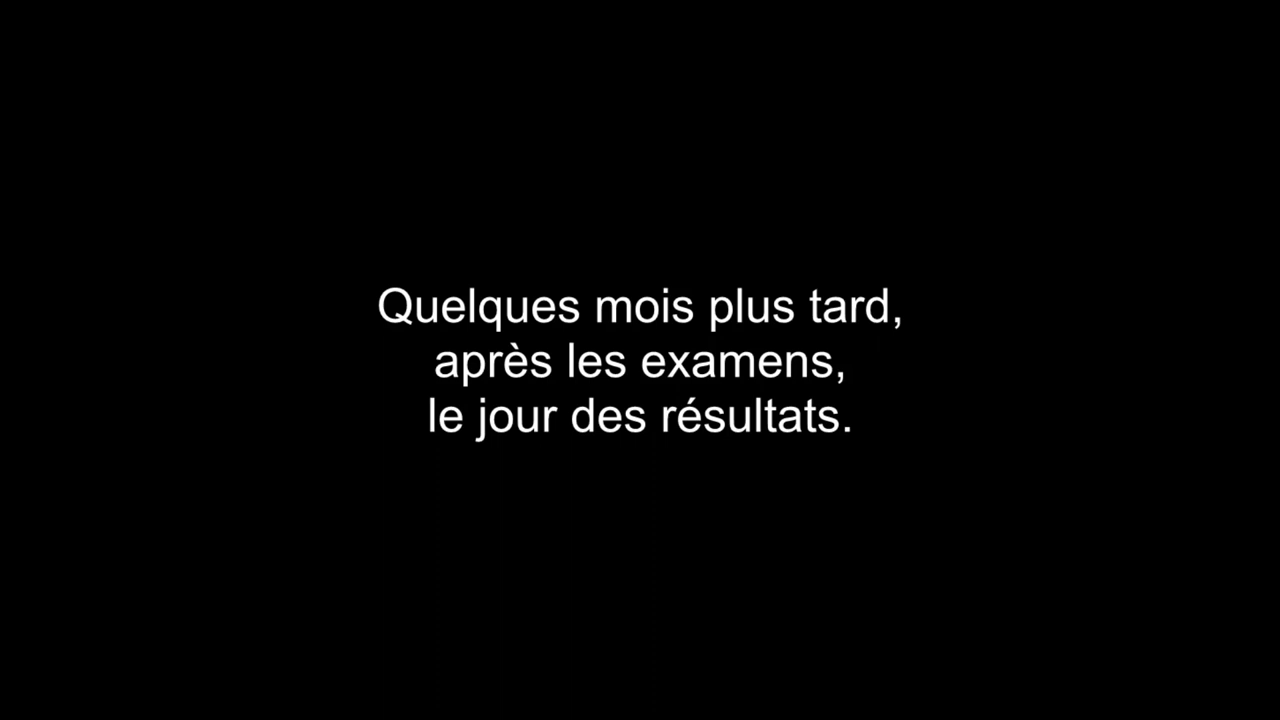 Quelques mois plus tard,
après les examens,
le jour des résultats.